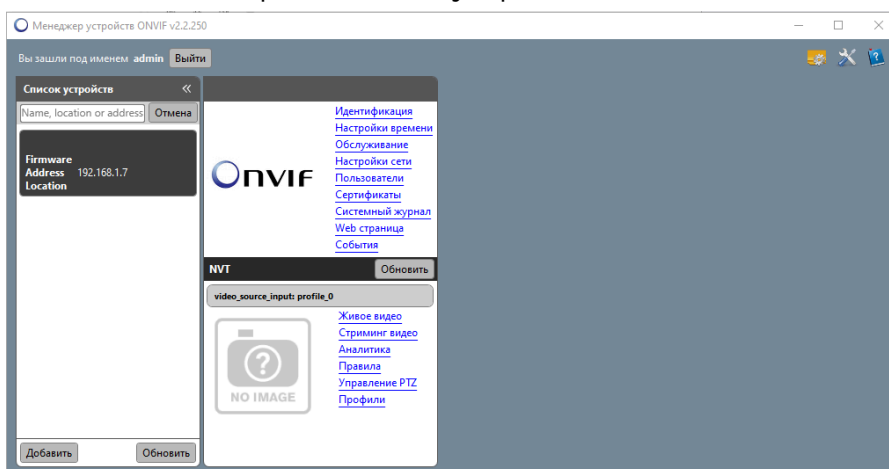 Менеджер устройств ONVIF v2.2.250
Вы зашли под именем admin Выйти
Список устройств
Name, location or address Отмена
Firmware
Address 192.168.1.7
Location
Добавить Обновить
ONVIF
Идентификация
Настройки времени
Обслуживание
Настройки сети
Пользователи
Сертификаты
Системный журнал
Web страница
События
NVT Обновить
video_source_input: profile_0
NO IMAGE
Живое видео
Стриминг видео
Аналитика
Правила
Управление PTZ
Профили